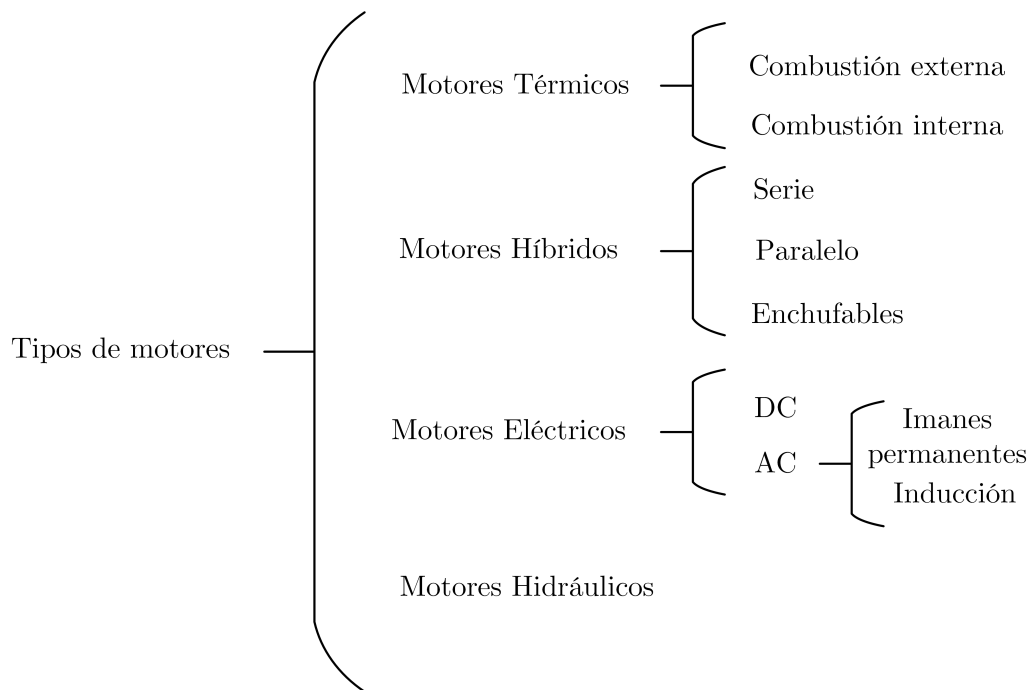 Tipos de motores
Motores Térmicos
Combustión externa
Combustión interna
Motores Híbridos
Serie
Paralelo
Enchufables
Motores Eléctricos
DC
AC
Imanes
permanentes
Inducción
Motores Hidráulicos